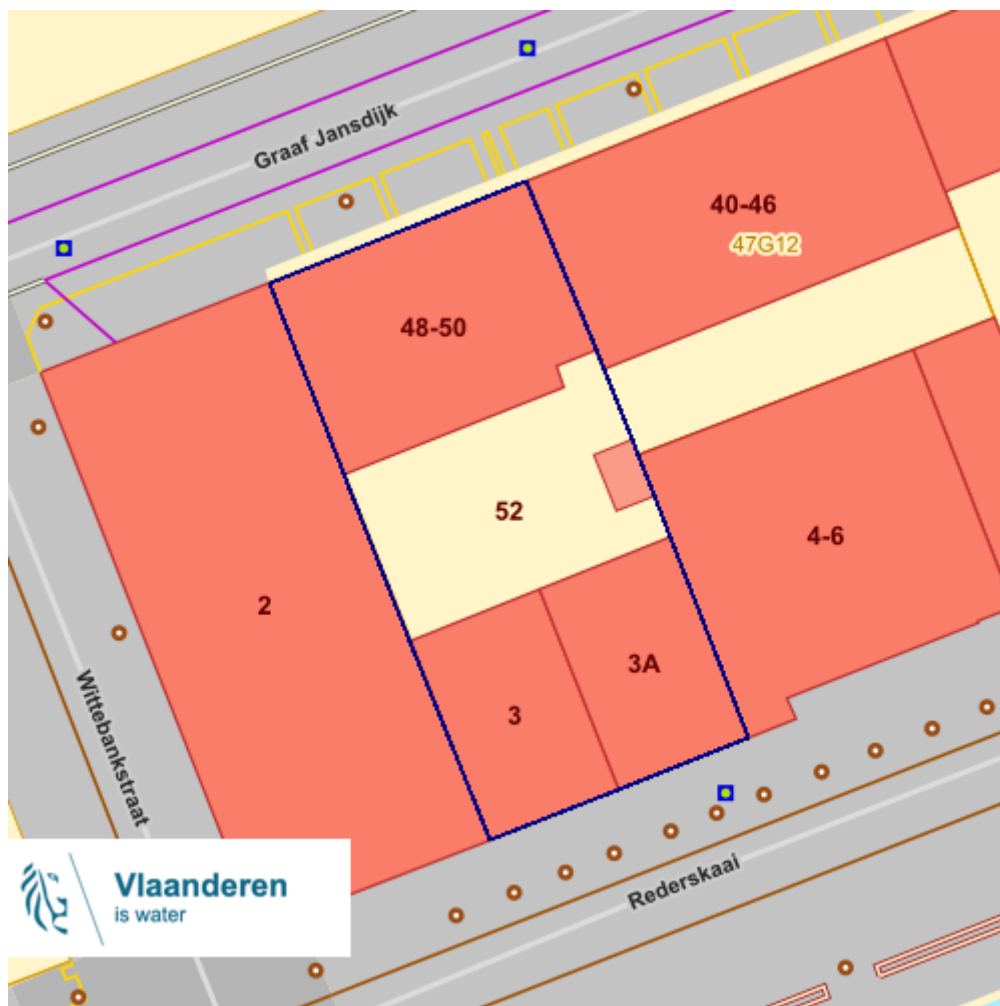 Graaf Jansdijk
40-46
47G12
48-50
52
4-6
2
3A
3
Wittebankstraat
Rederskaai
Vlaanderen
is water